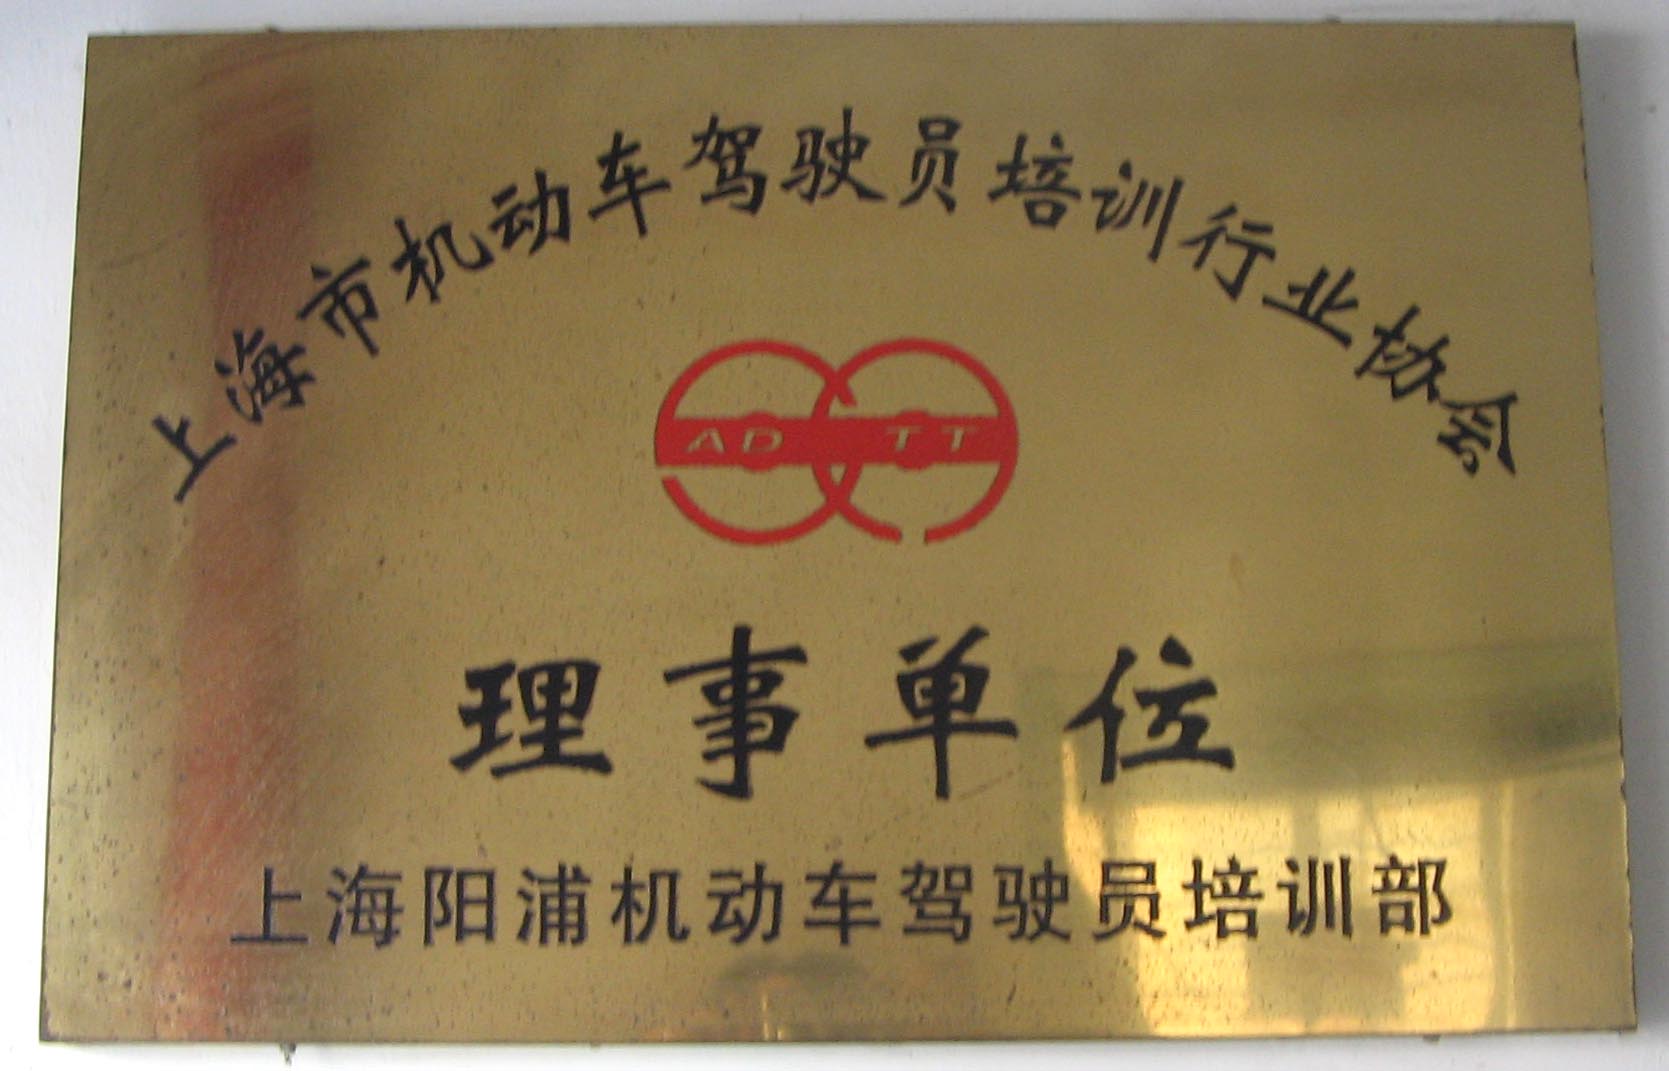 上海市机动车驾驶员培训行业协会
AD TT
理事单位
上海阳浦机动车驾驶员培训部